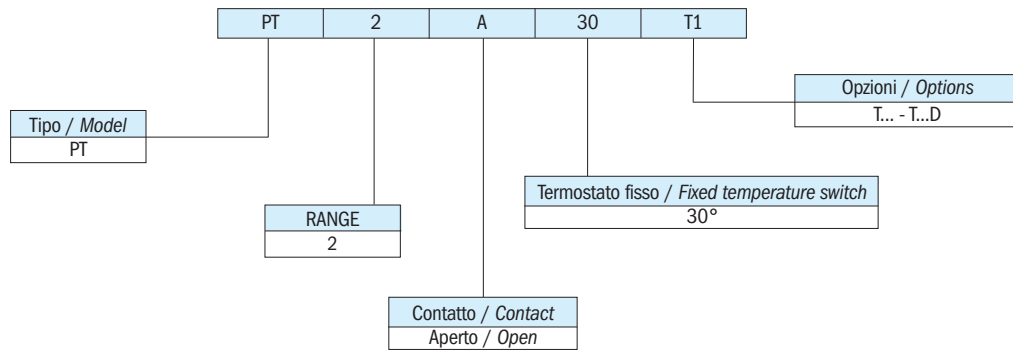 PT 2 A 30 T1
Opzioni / Options
T... - T...D
Tipo / Model
PT
Termostato fisso / Fixed temperature switch
30°
RANGE
2
Contatto / Contact
Aperto / Open